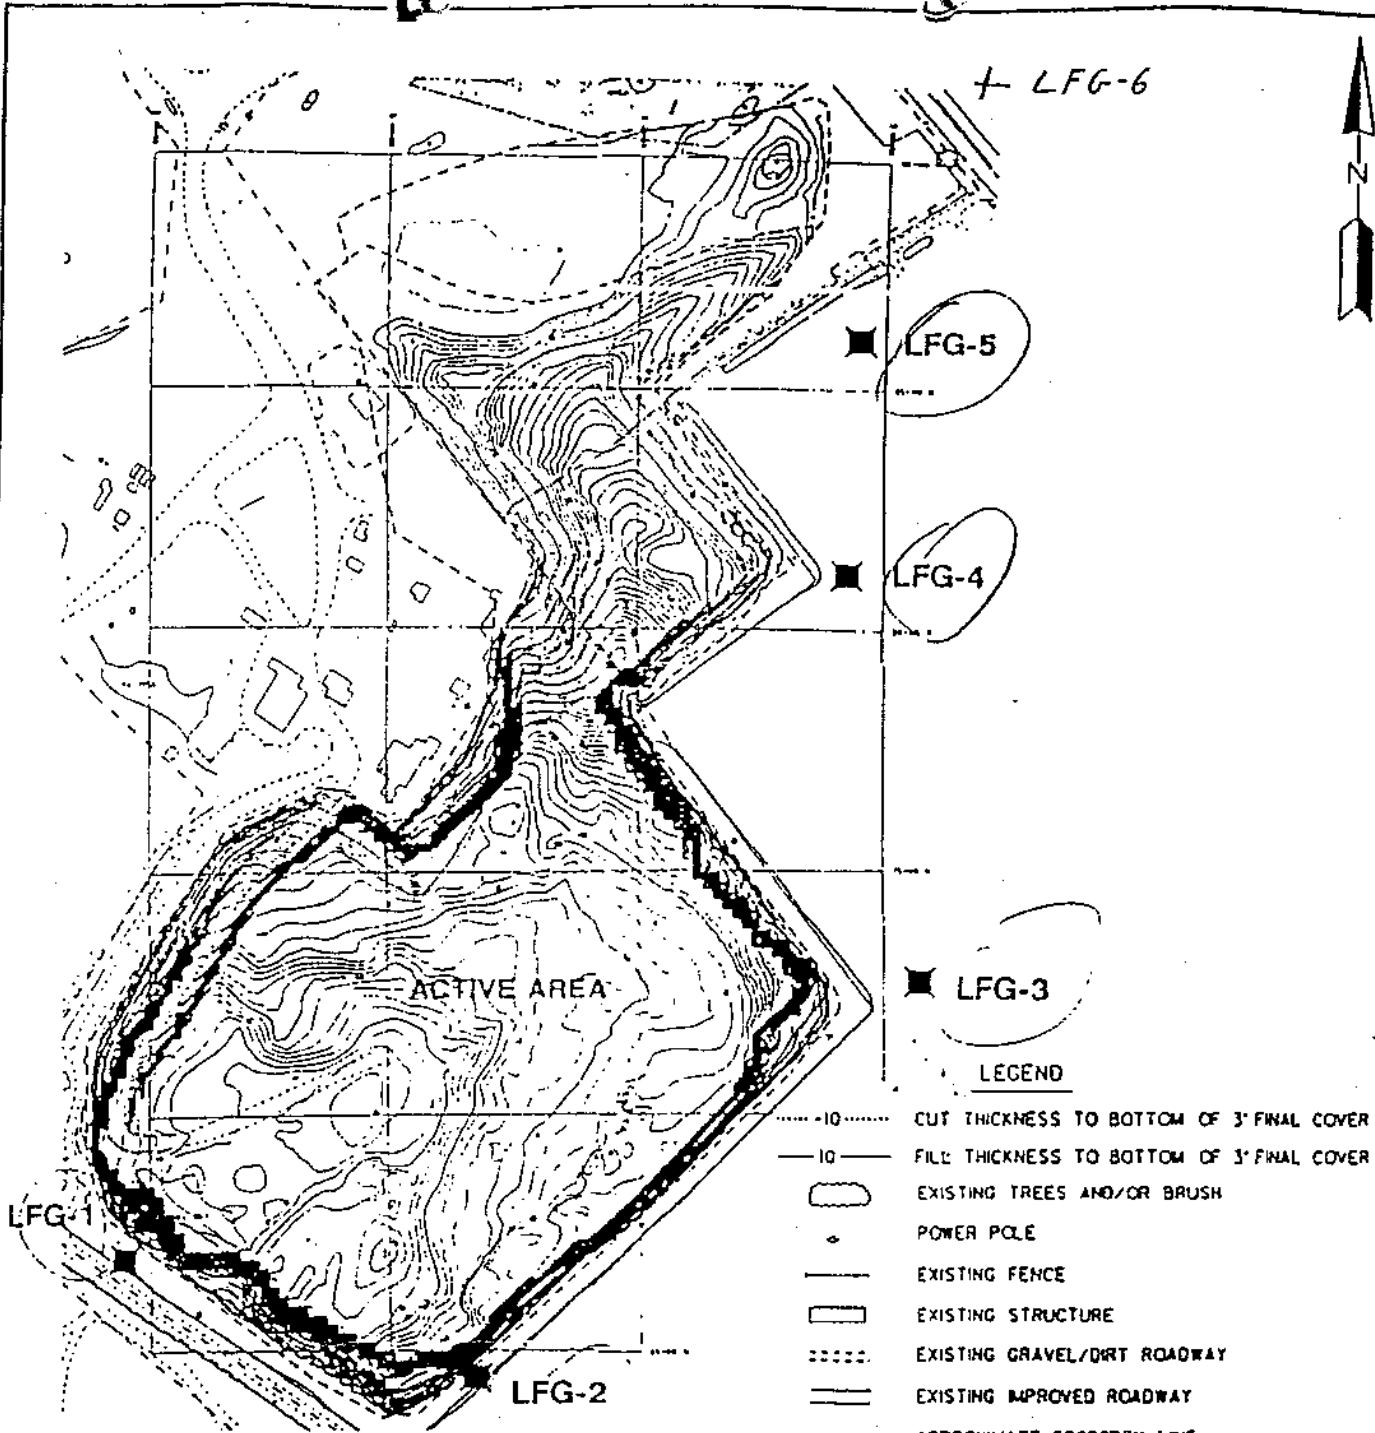 LFG-6
N
LFG-5
LFG-4
ACTIVE AREA
LFG-3
LEGEND
-10 CUT THICKNESS TO BOTTOM OF 3' FINAL COVER
10 FILL THICKNESS TO BOTTOM OF 3' FINAL COVER
EXISTING TREES AND/OR BRUSH
LFG-1
POWER POLE
EXISTING FENCE
EXISTING STRUCTURE
EXISTING GRAVEL/DIRT ROADWAY
LFG-2
EXISTING IMPROVED ROADWAY